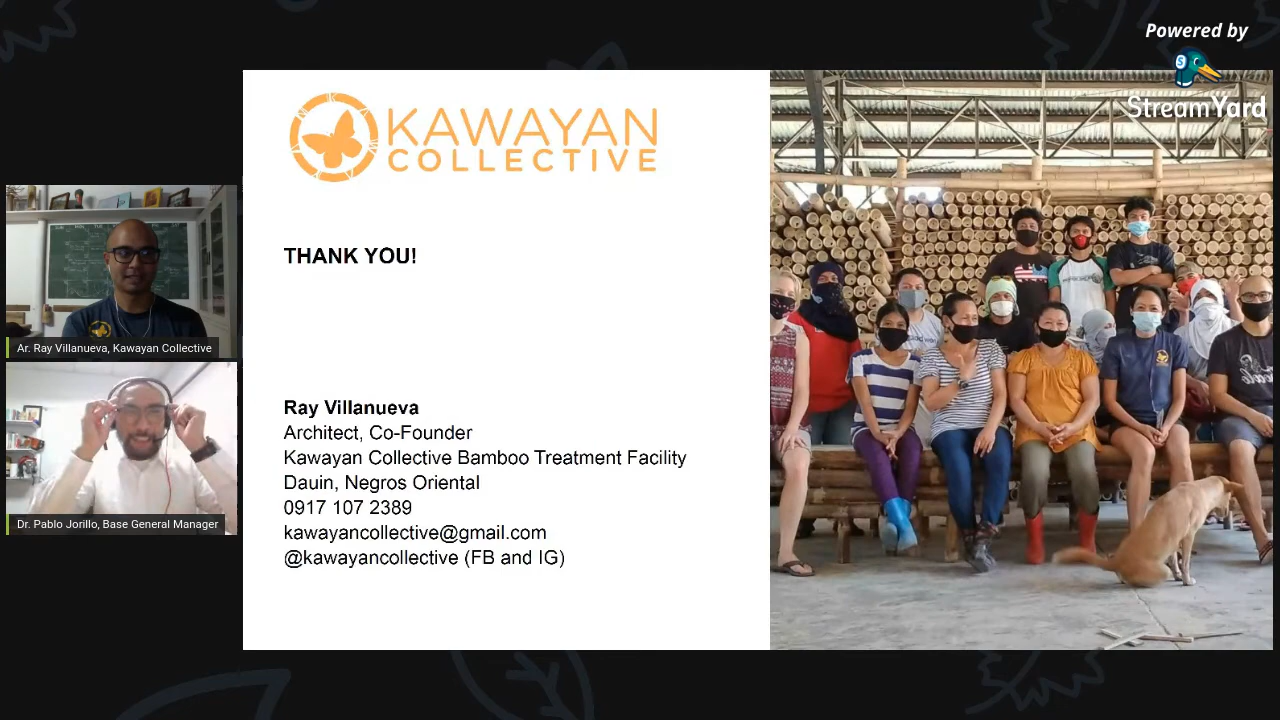 Powered by
StreamYard
KAWAYAN
COLLECTIVE
THANK YOU!
Ray Villanueva
Architect, Co-Founder
Kawayan Collective Bamboo Treatment Facility
Dauin, Negros Oriental
0917 107 2389
kawayancollective@gmail.com
@kawayancollective (FB and IG)
Ar. Ray Villanueva, Kawayan Collective
Dr. Pablo Jorillo, Base General Manager